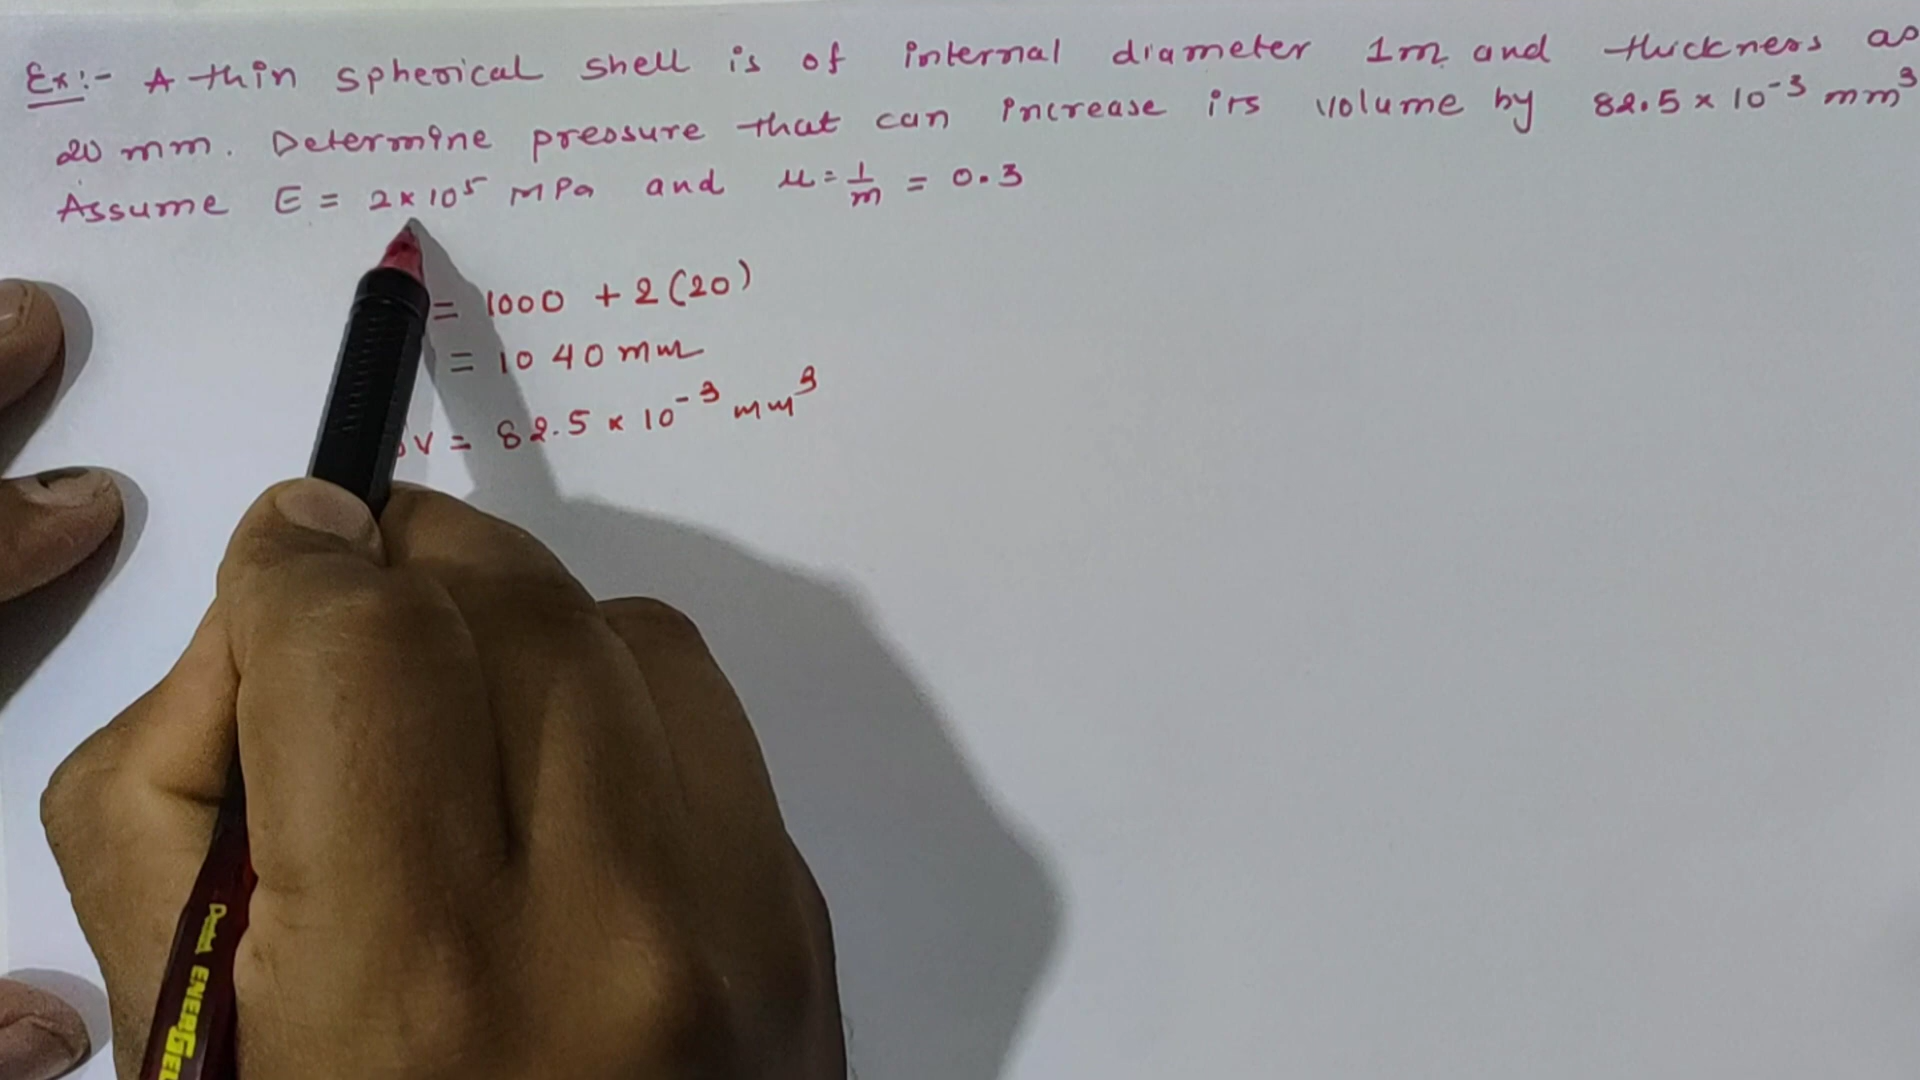 Ex:- A thin spherical shell is of internal diameter 1m and thickness as
20 mm. Determine pressure that can increase its volume by 82.5 × 10⁻³ mm³
Assume E = 2×10⁵ MPa and μ = 1/m = 0.3
= 1000 + 2(20)
= 1040 mm
V = 82.5 × 10⁻³ mm³